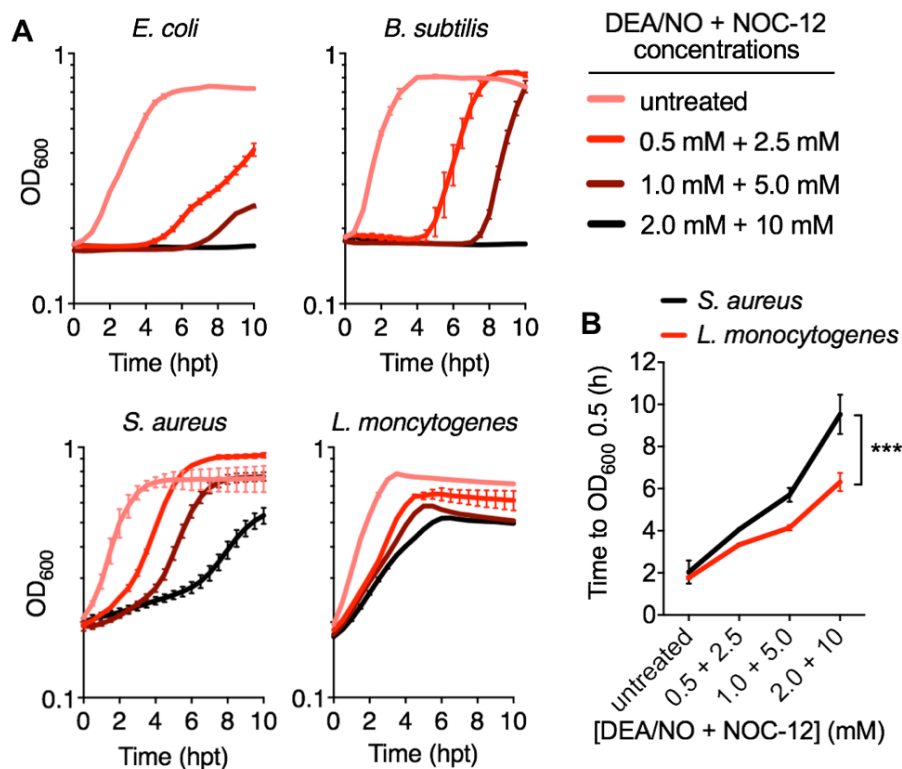 A
E. coli
B. subtilis
DEA/NO + NOC-12
concentrations
untreated
0.5 mM + 2.5 mM
1.0 mM + 5.0 mM
2.0 mM + 10 mM
1
OD600
0.1
0 2 4 6 8 10
Time (hpt)
1
0.1
0 2 4 6 8 10
Time (hpt)
S. aureus
L. moncytogenes
1
OD600
0.1
0 2 4 6 8 10
Time (hpt)
1
0.1
0 2 4 6 8 10
Time (hpt)
B
S. aureus
L. monocytogenes
Time to OD600 0.5 (h)
12
10
8
6
4
2
0
***
untreated
0.5 + 2.5
1.0 + 5.0
2.0 + 10
[DEA/NO + NOC-12] (mM)